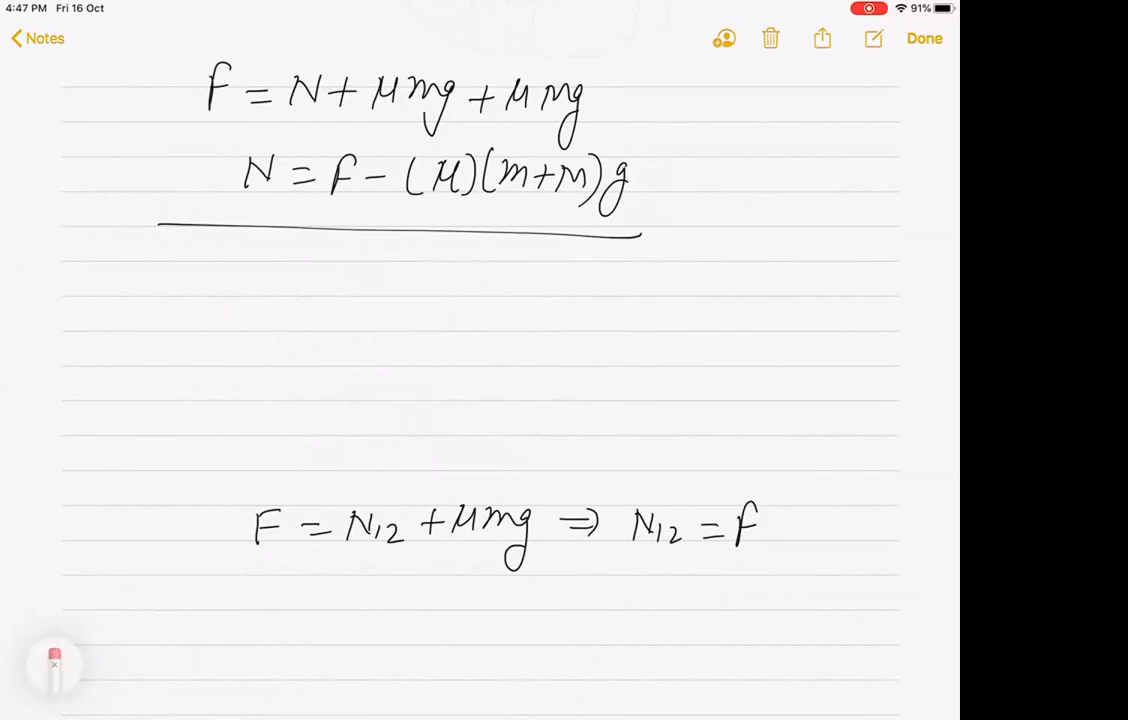 4:47 PM Fri 16 Oct 91%
Notes Done
F = N + μmg + μmg
N = F - (μ)(m+M)g
F = N12 + μmg ⇒ N12 = F